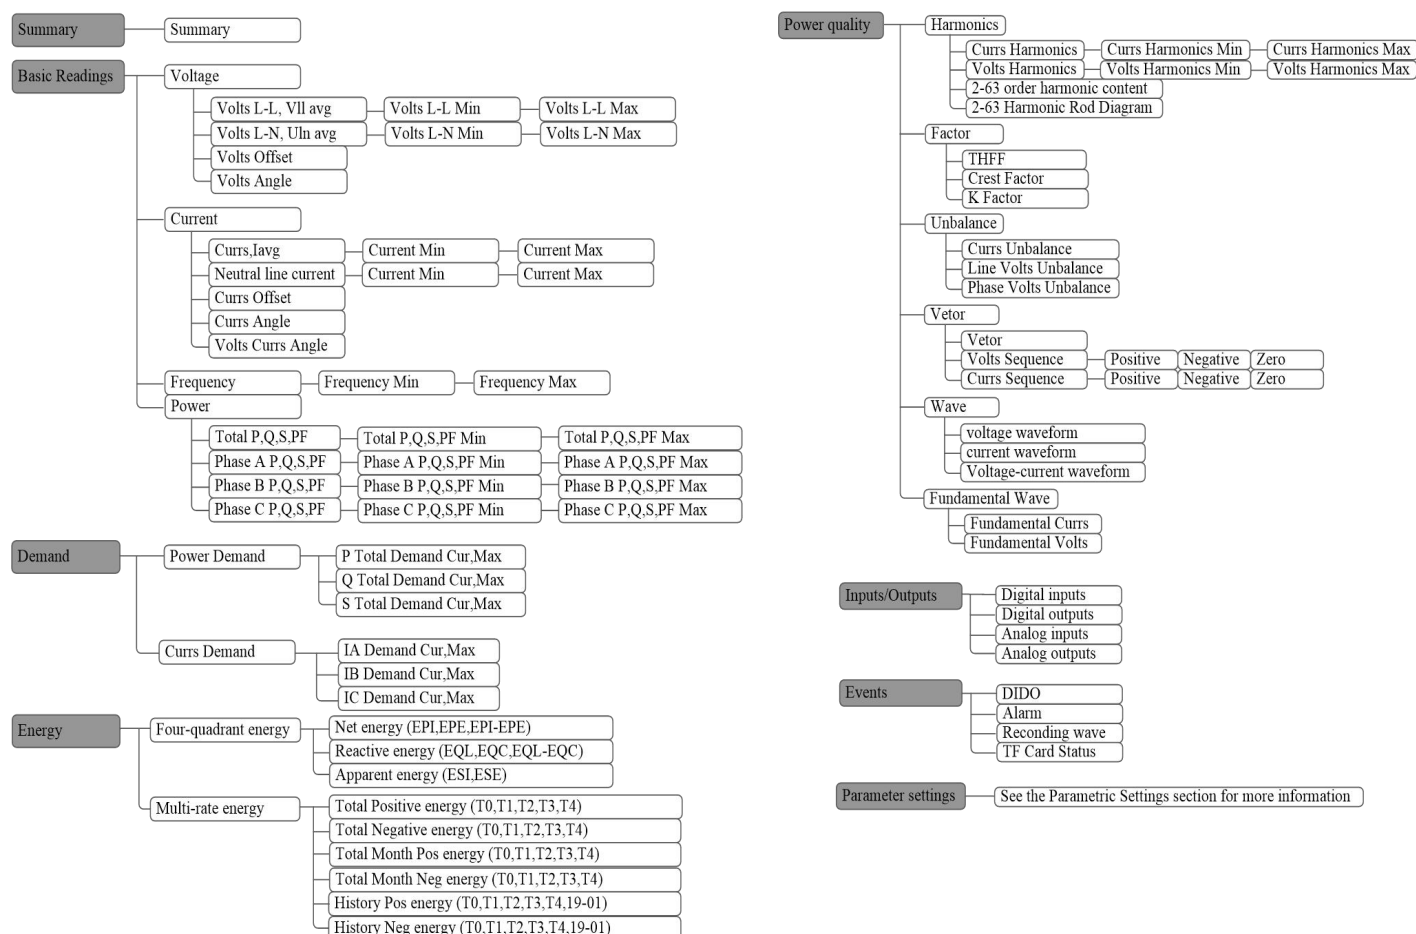 Summary
Summary
Basic Readings
Voltage
Volts L-L, Vll avg
Volts L-L Min
Volts L-L Max
Volts L-N, Uln avg
Volts L-N Min
Volts L-N Max
Volts Offset
Volts Angle
Current
Currs,Iavg
Current Min
Current Max
Neutral line current
Current Min
Current Max
Currs Offset
Currs Angle
Volts Currs Angle
Frequency
Frequency Min
Frequency Max
Power
Total P,Q,S,PF
Total P,Q,S,PF Min
Total P,Q,S,PF Max
Phase A P,Q,S,PF
Phase A P,Q,S,PF Min
Phase A P,Q,S,PF Max
Phase B P,Q,S,PF
Phase B P,Q,S,PF Min
Phase B P,Q,S,PF Max
Phase C P,Q,S,PF
Phase C P,Q,S,PF Min
Phase C P,Q,S,PF Max
Demand
Power Demand
P Total Demand Cur,Max
Q Total Demand Cur,Max
S Total Demand Cur,Max
Currs Demand
IA Demand Cur,Max
IB Demand Cur,Max
IC Demand Cur,Max
Energy
Four-quadrant energy
Net energy (EPI,EPE,EPI-EPE)
Reactive energy (EQL,EQC,EQL-EQC)
Apparent energy (ESI,ESE)
Multi-rate energy
Total Positive energy (T0,T1,T2,T3,T4)
Total Negative energy (T0,T1,T2,T3,T4)
Total Month Pos energy (T0,T1,T2,T3,T4)
Total Month Neg energy (T0,T1,T2,T3,T4)
History Pos energy (T0,T1,T2,T3,T4,19-01)
History Neg energy (T0,T1,T2,T3,T4,19-01)
Power quality
Harmonics
Currs Harmonics
Currs Harmonics Min
Currs Harmonics Max
Volts Harmonics
Volts Harmonics Min
Volts Harmonics Max
2-63 order harmonic content
2-63 Harmonic Rod Diagram
Factor
THFF
Crest Factor
K Factor
Unbalance
Currs Unbalance
Line Volts Unbalance
Phase Volts Unbalance
Vetor
Vetor
Volts Sequence
Positive
Negative
Zero
Currs Sequence
Positive
Negative
Zero
Wave
voltage waveform
current waveform
Voltage-current waveform
Fundamental Wave
Fundamental Currs
Fundamental Volts
Inputs/Outputs
Digital inputs
Digital outputs
Analog inputs
Analog outputs
Events
DIDO
Alarm
Reconding wave
TF Card Status
Parameter settings
See the Parametric Settings section for more information